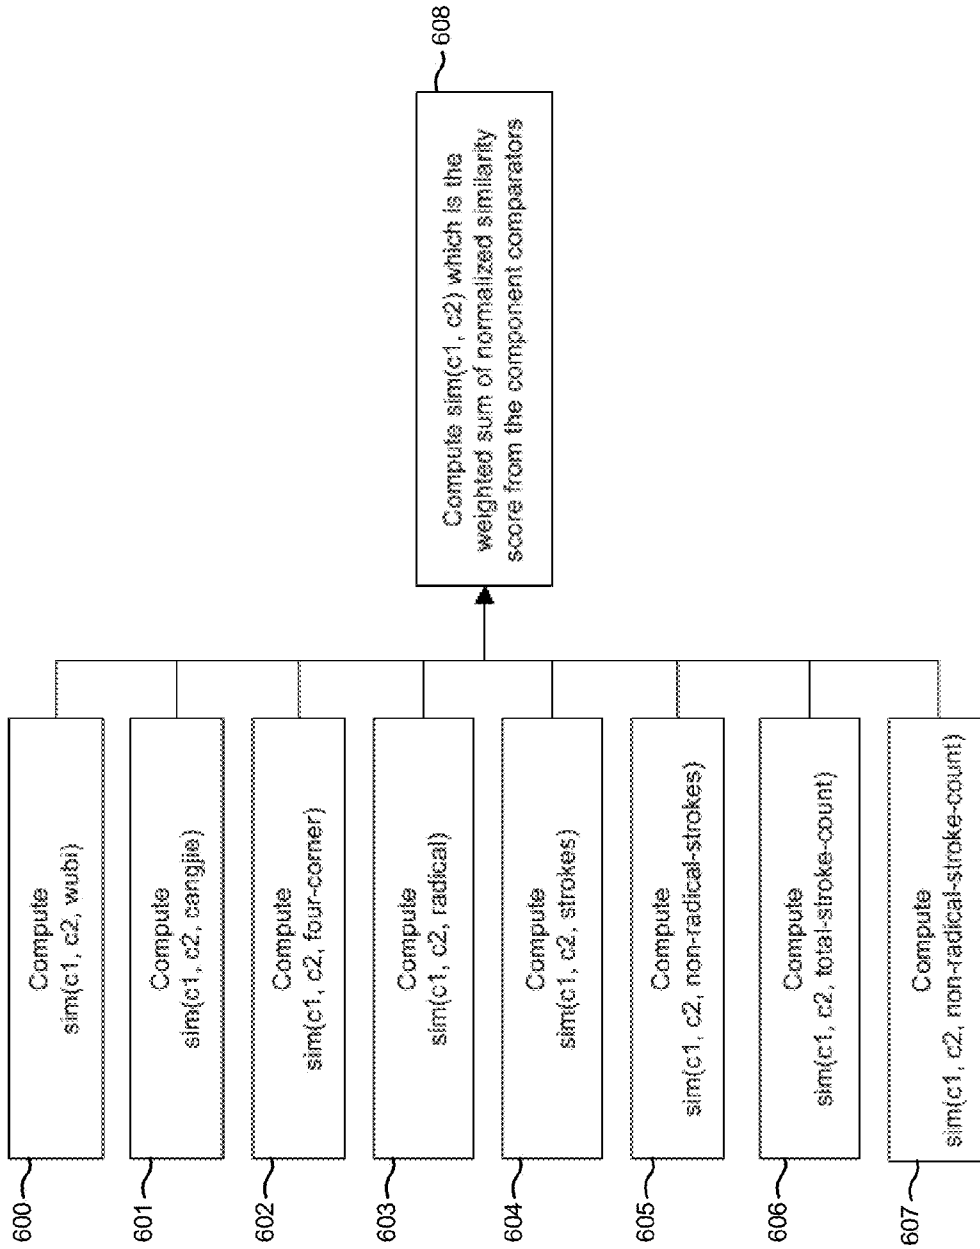 600
Compute
sim(c1, c2, wubi)
601
Compute
sim(c1, c2, cangjie)
602
Compute
sim(c1, c2, four-corner)
603
Compute
sim(c1, c2, radical)
604
Compute
sim(c1, c2, strokes)
605
Compute
sim(c1, c2, non-radical-strokes)
606
Compute
sim(c1, c2, total-stroke-count)
607
Compute
sim(c1, c2, non-radical-stroke-count)
608
Compute sim(c1, c2) which is the
weighted sum of normalized similarity
score from the component comparators